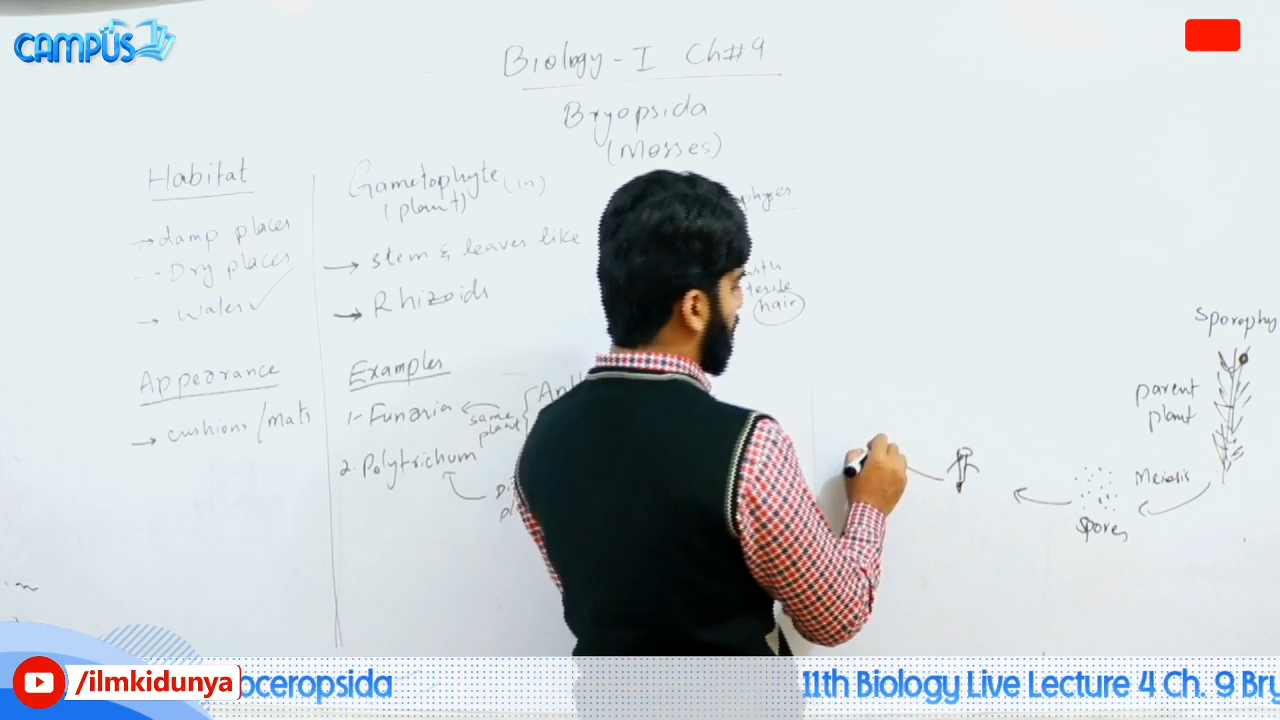 CAMPUS
Biology - I Ch#9
Bryopsida
(Mosses)
Habitat
→ damp places
Dry places
→ water ✓
Appearance
→ cushions / mats
Gametophyte (1n)
(plant)
→ stem & leaves like
→ Rhizoids
Examples
1- Funaria
same
plant
2. Polytrichum
hair
Sporophy
parent
plant
Meiosis
spores
/ilmkidunya
oceropsida
11th Biology Live Lecture 4 Ch. 9 Bry